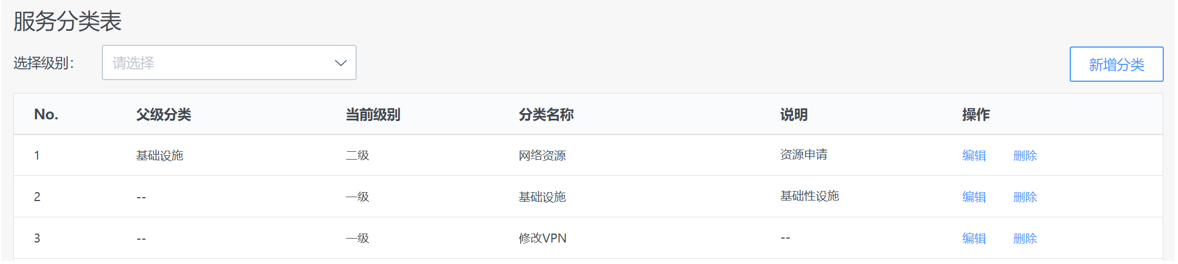 服务分类表
选择级别： 请选择 新增分类
No. 父级分类 当前级别 分类名称 说明 操作
1 基础设施 二级 网络资源 资源申请 编辑 删除
2 -- 一级 基础设施 基础性设施 编辑 删除
3 -- 一级 修改VPN -- 编辑 删除